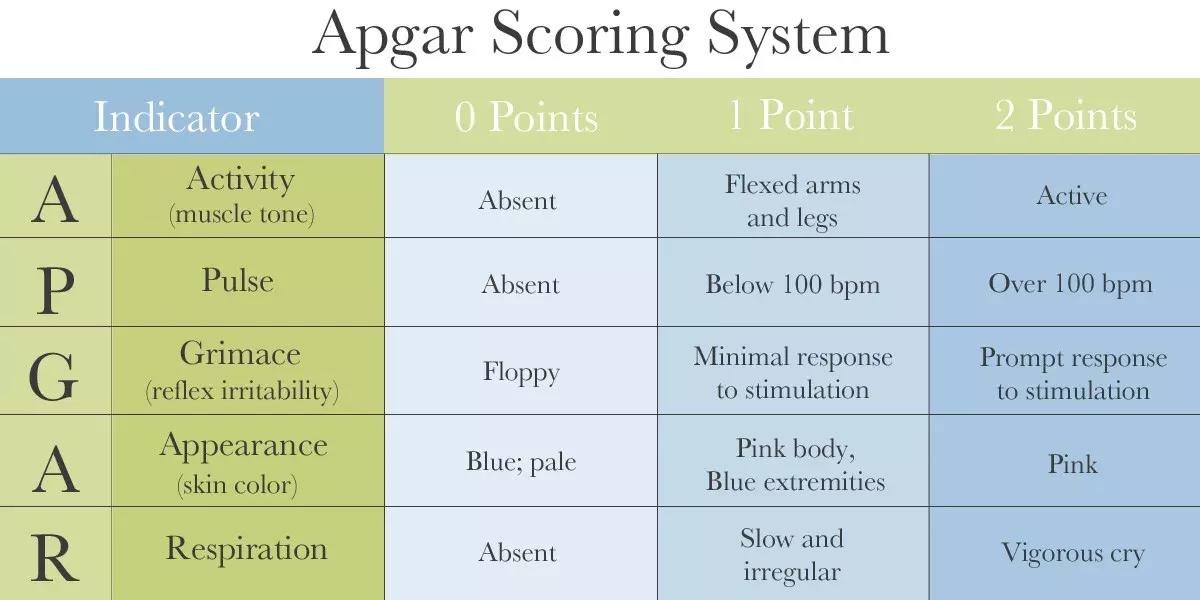 Apgar Scoring System
Indicator 0 Points 1 Point 2 Points
A Activity
(muscle tone)
Absent
Flexed arms
and legs
Active
P Pulse
Absent
Below 100 bpm
Over 100 bpm
G Grimace
(reflex irritability)
Floppy
Minimal response
to stimulation
Prompt response
to stimulation
A Appearance
(skin color)
Blue; pale
Pink body,
Blue extremities
Pink
R Respiration
Absent
Slow and
irregular
Vigorous cry